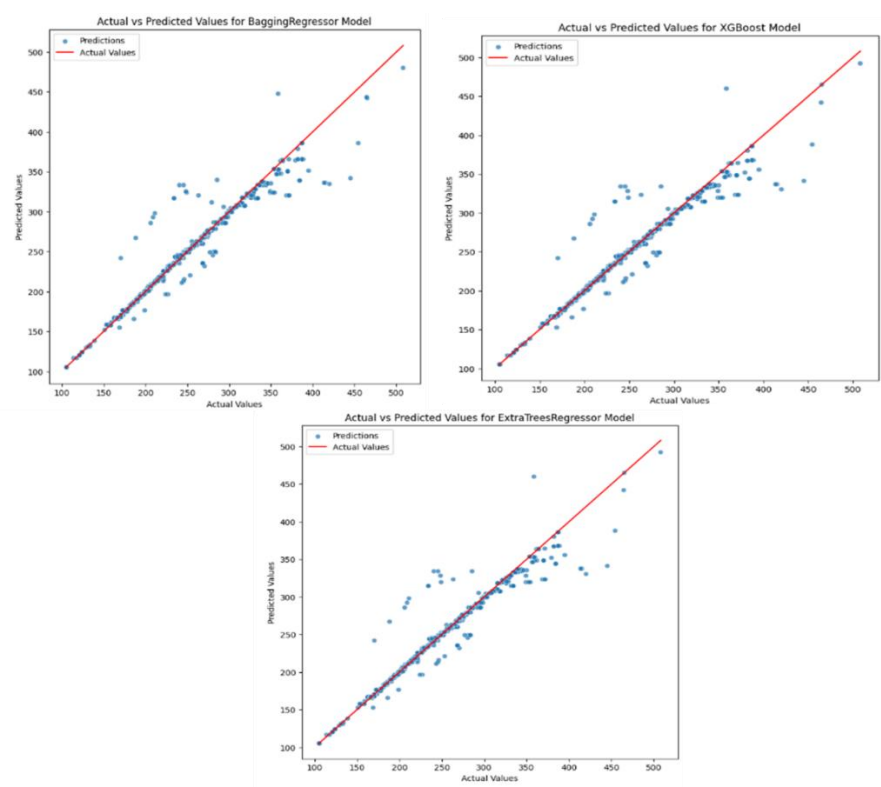 Actual vs Predicted Values for BaggingRegressor Model
Predictions
Actual Values
500
450
400
350
300
250
200
150
100
Predicted Values
100 150 200 250 300 350 400 450 500
Actual Values
Actual vs Predicted Values for XGBoost Model
Predictions
Actual Values
500
450
400
350
300
250
200
150
100
Predicted Values
100 150 200 250 300 350 400 450 500
Actual Values
Actual vs Predicted Values for ExtraTreesRegressor Model
Predictions
Actual Values
500
450
400
350
300
250
200
150
100
Predicted Values
100 150 200 250 300 350 400 450 500
Actual Values